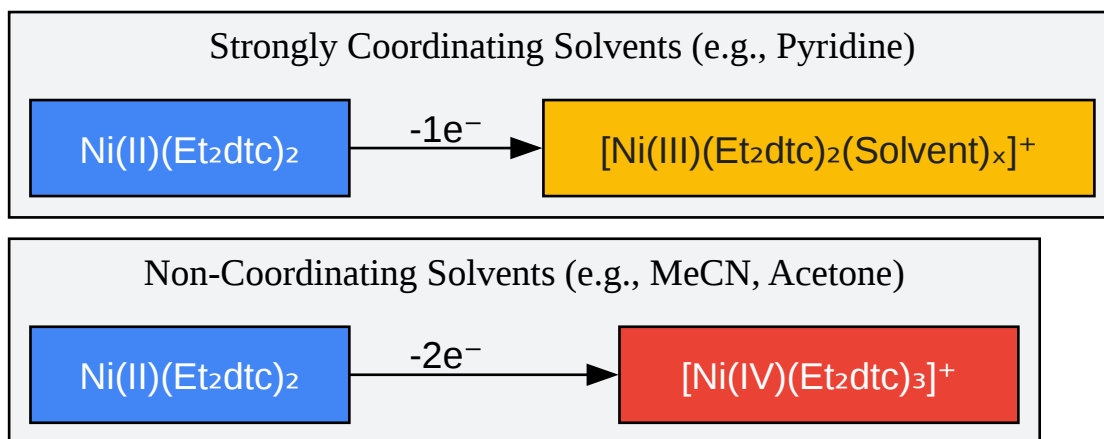 Strongly Coordinating Solvents (e.g., Pyridine)
Ni(II)(Et₂dtc)₂
-1e⁻
[Ni(III)(Et₂dtc)₂(Solvent)ₓ]⁺
Non-Coordinating Solvents (e.g., MeCN, Acetone)
Ni(II)(Et₂dtc)₂
-2e⁻
[Ni(IV)(Et₂dtc)₃]⁺